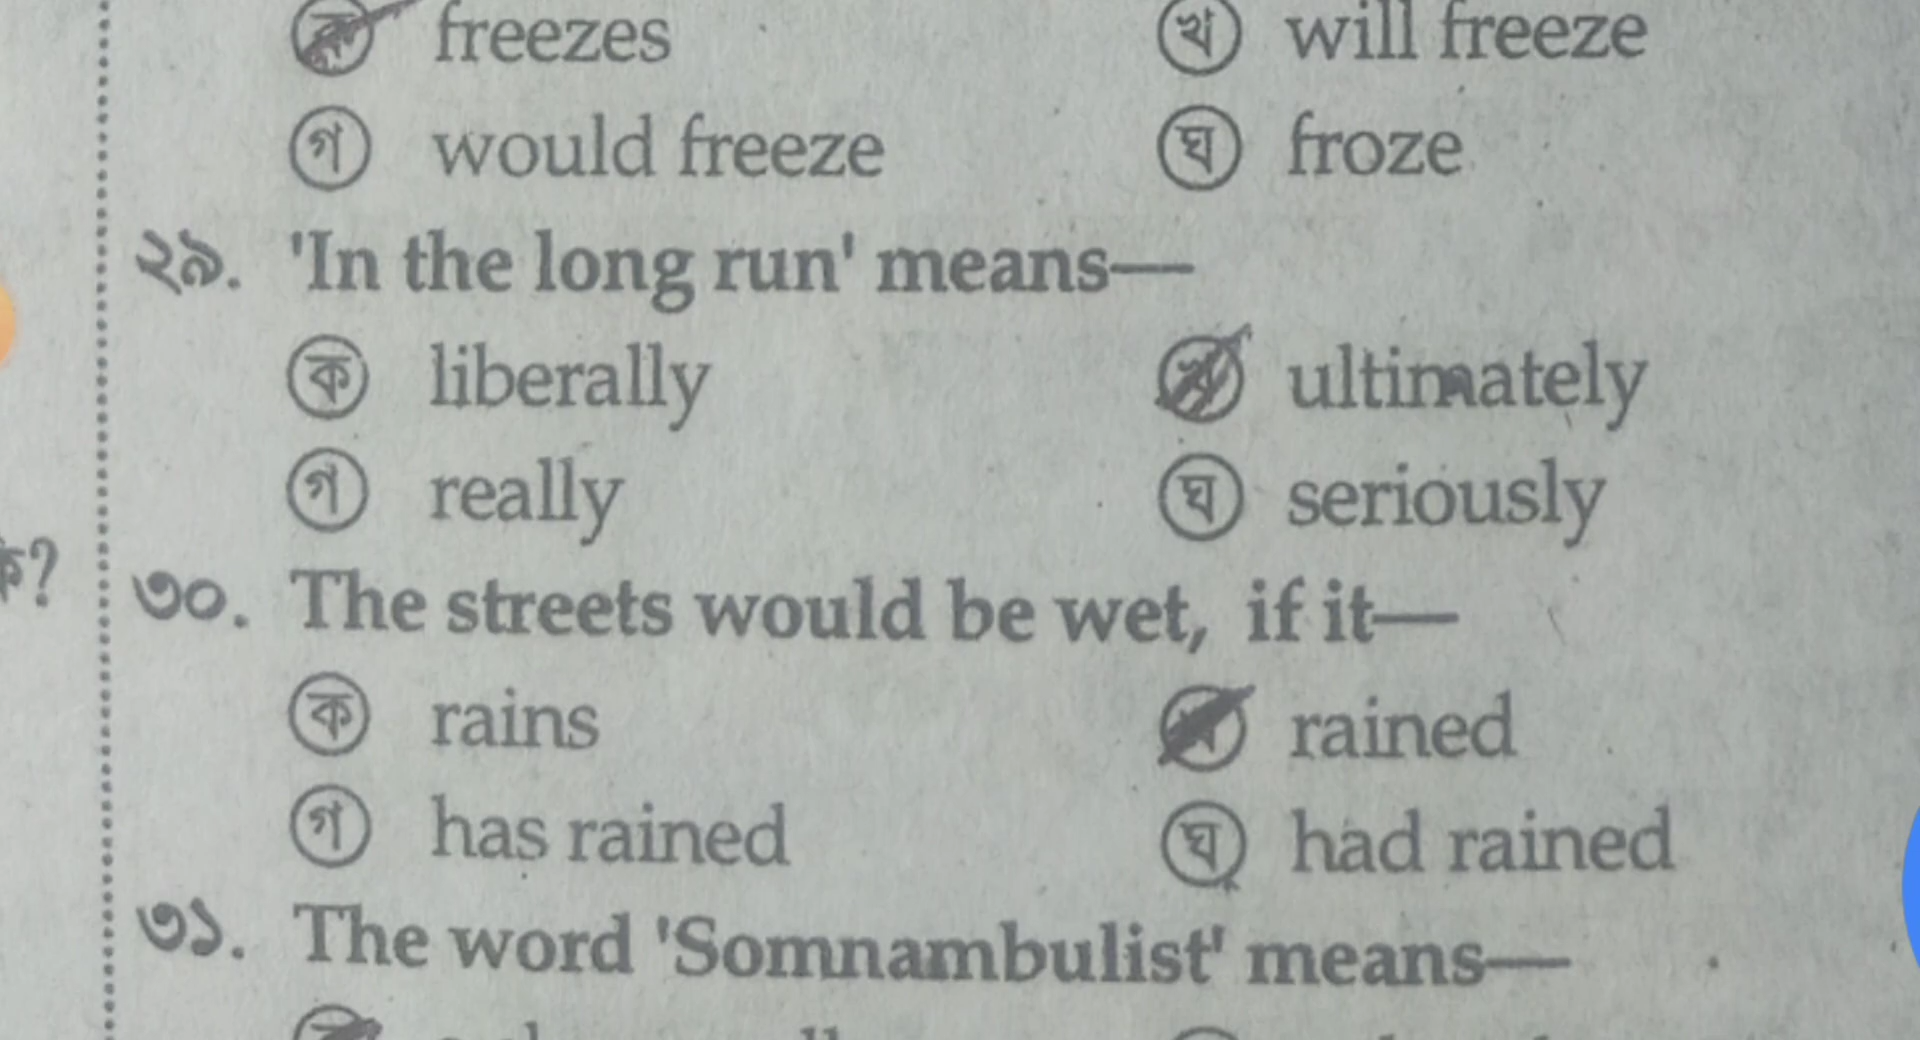 ক freezes খ will freeze
গ would freeze ঘ froze
২৯. 'In the long run' means—
ক liberally খ ultimately
গ really ঘ seriously
ক?
৩০. The streets would be wet, if it—
ক rains খ rained
গ has rained ঘ had rained
৩১. The word 'Somnambulist' means—